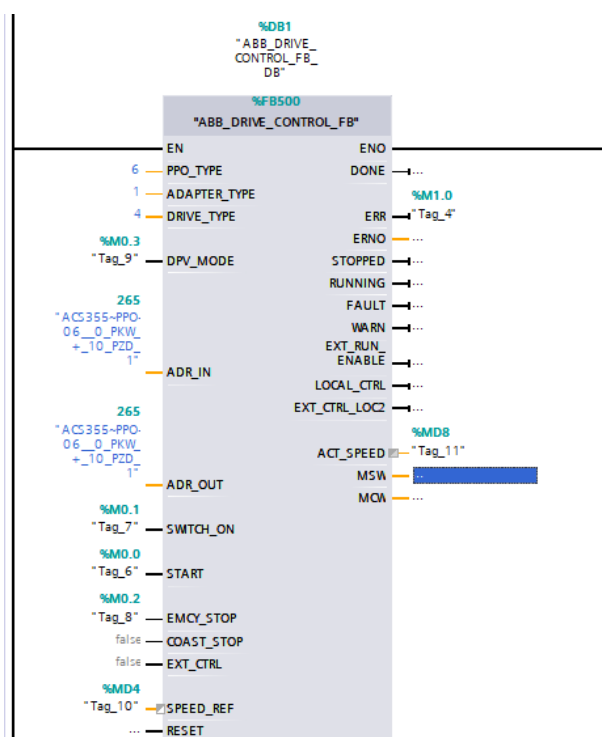 %DB1
"ABB_DRIVE_
CONTROL_FB_
DB"
%FB500
"ABB_DRIVE_CONTROL_FB"
EN ENO
6 PPO_TYPE DONE ...
1 ADAPTER_TYPE %M1.0
4 DRIVE_TYPE ERR "Tag_4"
ERNO ...
%M0.3
"Tag_9" DPV_MODE STOPPED ...
RUNNING ...
265 FAULT ...
"ACS355~PPO-
06__0_PKW_
+_10_PZD_
1"
WARN ...
EXT_RUN_
ENABLE ...
ADR_IN
LOCAL_CTRL ...
EXT_CTRL_LOC2 ...
265
"ACS355~PPO-
06__0_PKW_
+_10_PZD_
1"
%MD8
ACT_SPEED "Tag_11"
MSW ...
ADR_OUT
MCW ...
%M0.1
"Tag_7" SWITCH_ON
%M0.0
"Tag_6" START
%M0.2
"Tag_8" EMCY_STOP
false COAST_STOP
false EXT_CTRL
%MD4
"Tag_10" SPEED_REF
... RESET